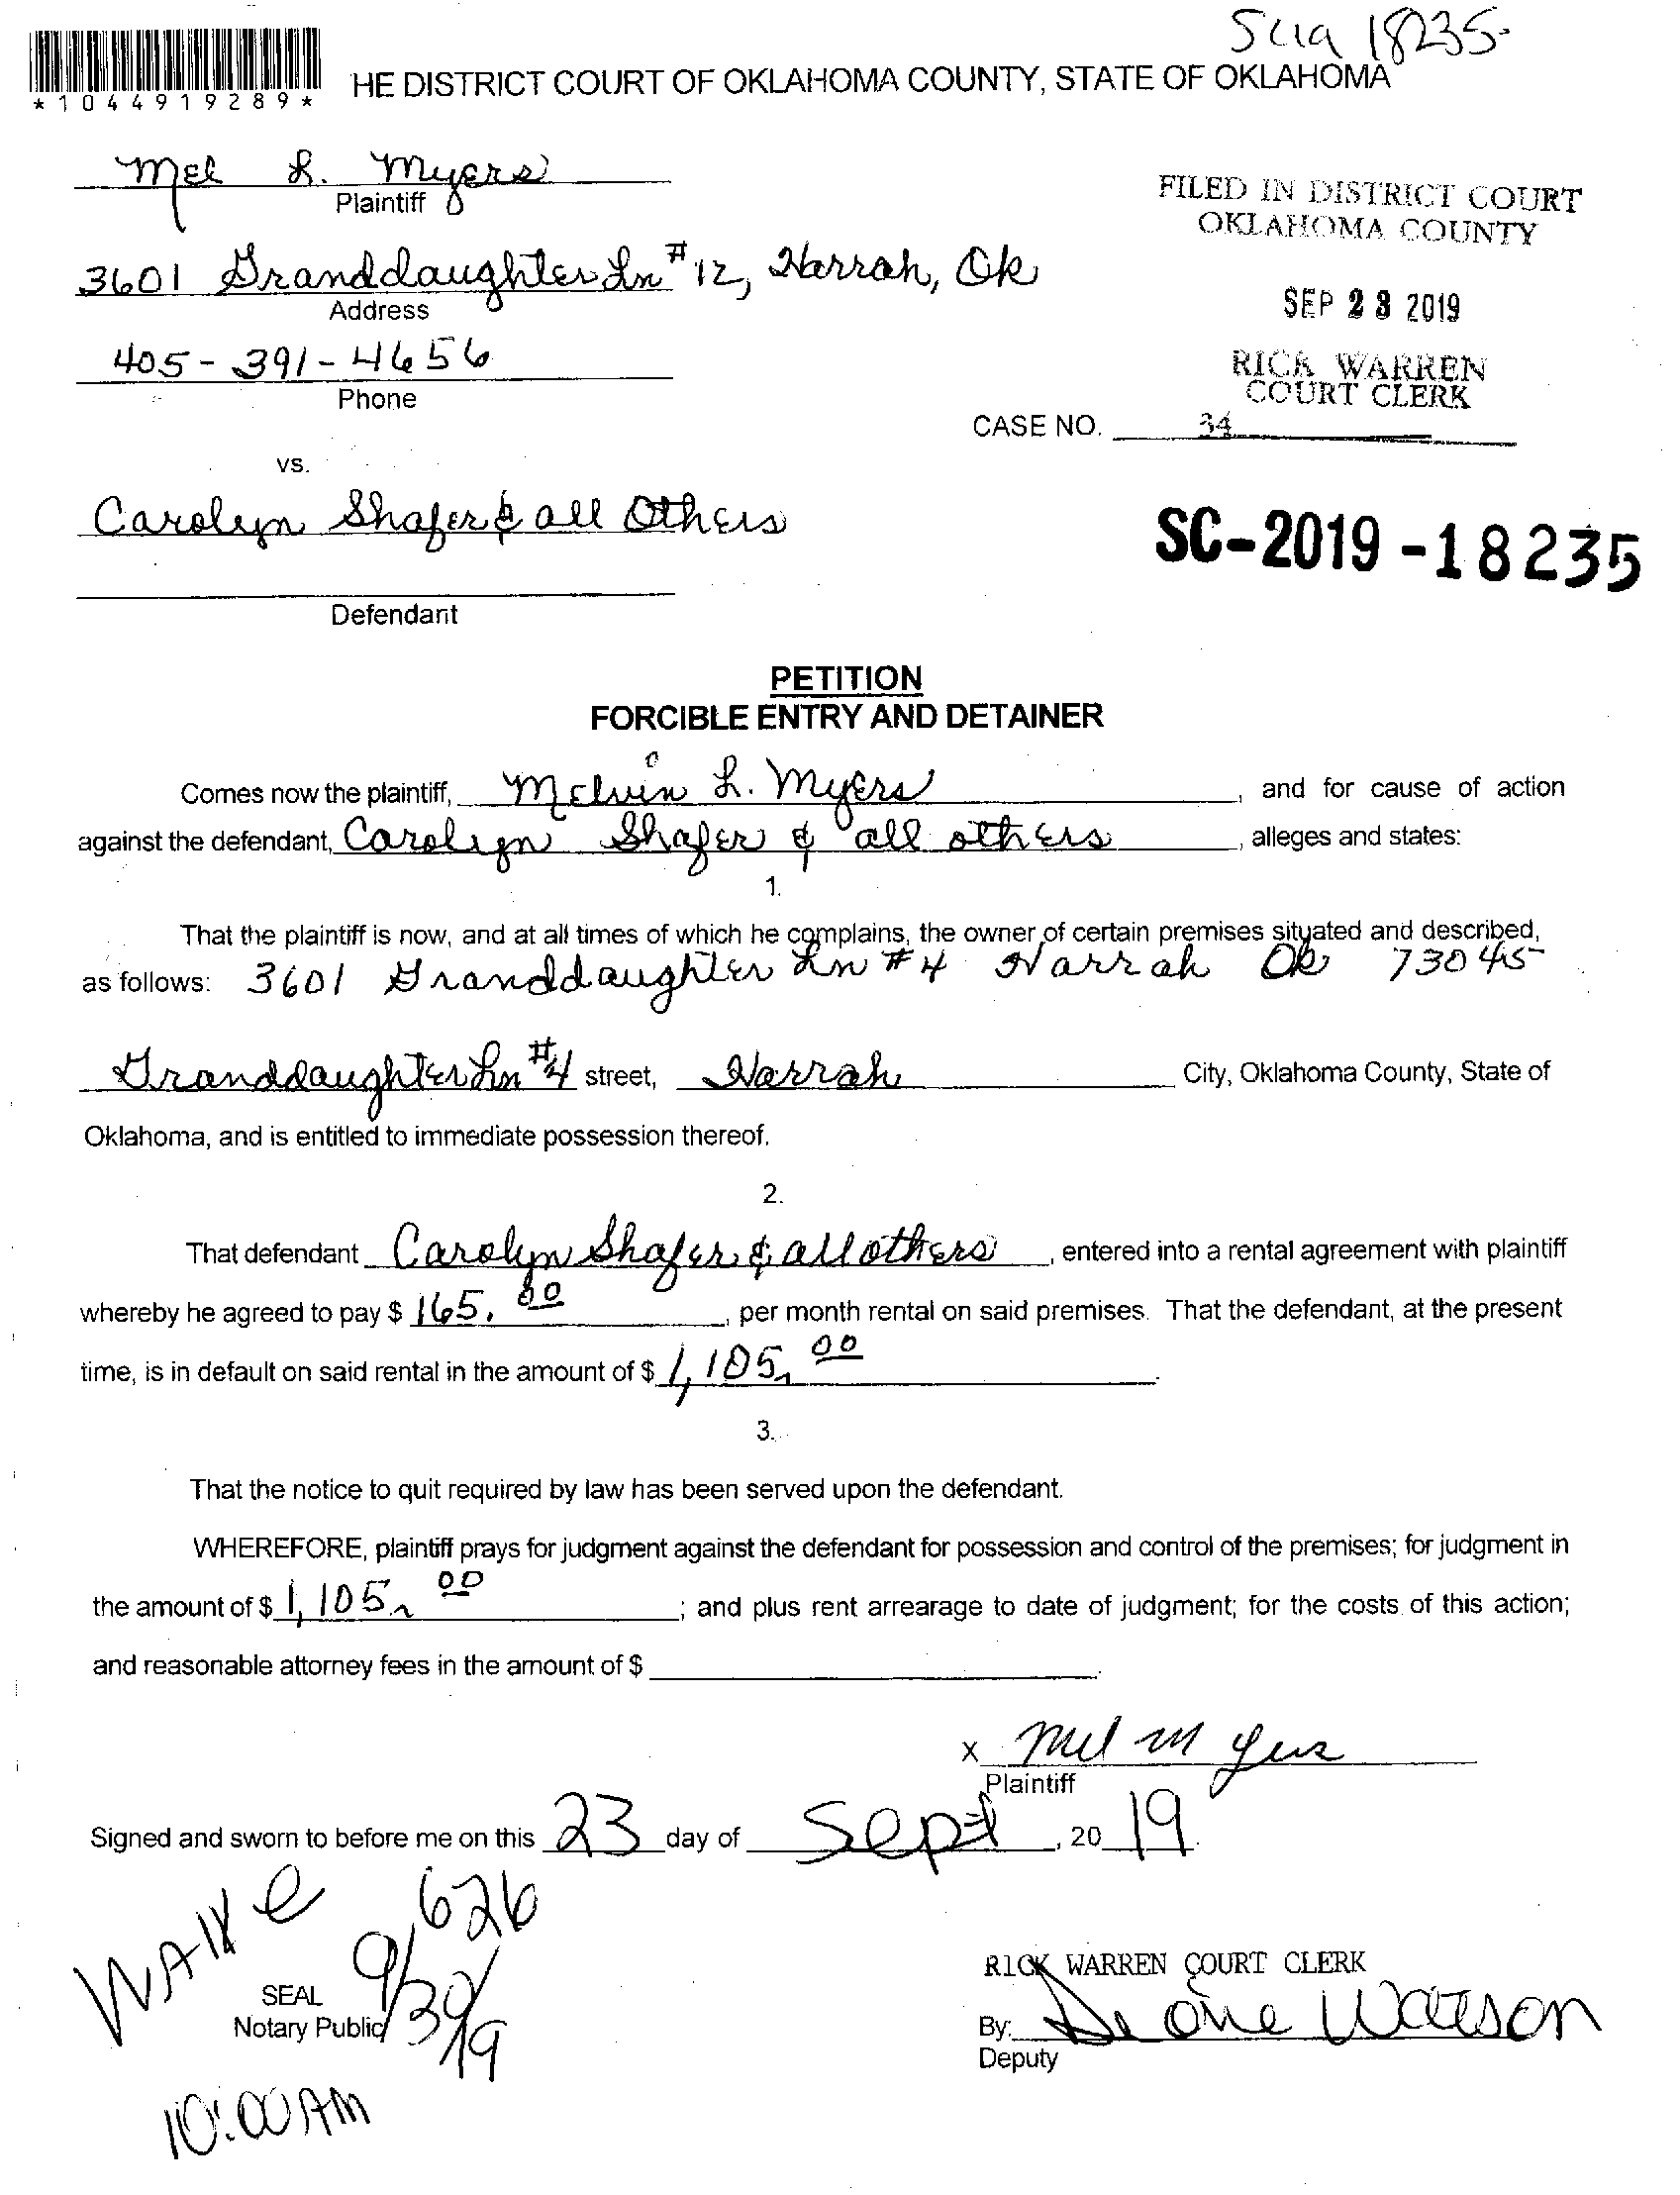 18235
*1044919289*
HE DISTRICT COURT OF OKLAHOMA COUNTY, STATE OF OKLAHOMA
Mel L. Myers
Plaintiff
FILED IN DISTRICT COURT
OKLAHOMA COUNTY
3601 Granddaughter Ln #12, Harrah, Ok
Address
SEP 23 2019
405-391-4656
Phone
RICK WARREN
COURT CLERK
CASE NO. 34
vs.
Carolyn Shafer & all Others
SC-2019-18235
Defendant
PETITION
FORCIBLE ENTRY AND DETAINER
Comes now the plaintiff, Melvin L. Myers, and for cause of action
against the defendant, Carolyn Shafer & all others, alleges and states:
1.
That the plaintiff is now, and at all times of which he complains, the owner of certain premises situated and described,
as follows: 3601 Granddaughter Ln #4 Harrah Ok 73045
Granddaughter Ln #4 street, Harrah City, Oklahoma County, State of
Oklahoma, and is entitled to immediate possession thereof.
2.
That defendant Carolyn Shafer & all others, entered into a rental agreement with plaintiff
whereby he agreed to pay $ 165.00, per month rental on said premises. That the defendant, at the present
time, is in default on said rental in the amount of $ 1,105.00.
3.
That the notice to quit required by law has been served upon the defendant.
WHEREFORE, plaintiff prays for judgment against the defendant for possession and control of the premises; for judgment in
the amount of $ 1,105.00; and plus rent arrearage to date of judgment; for the costs of this action;
and reasonable attorney fees in the amount of $ .
x Mel Myers
Plaintiff
Signed and sworn to before me on this 23 day of Sept, 2019.
626
9/30/19
SEAL
Notary Public
10:00 AM
RICK WARREN COURT CLERK
By: Watson
Deputy